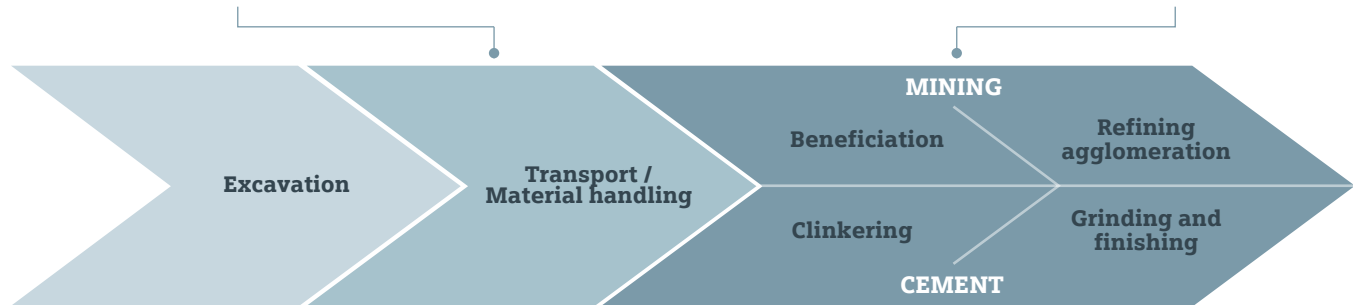 MINING
Beneficiation
Refining
agglomeration
Excavation
Transport /
Material handling
Clinkering
Grinding and
finishing
CEMENT